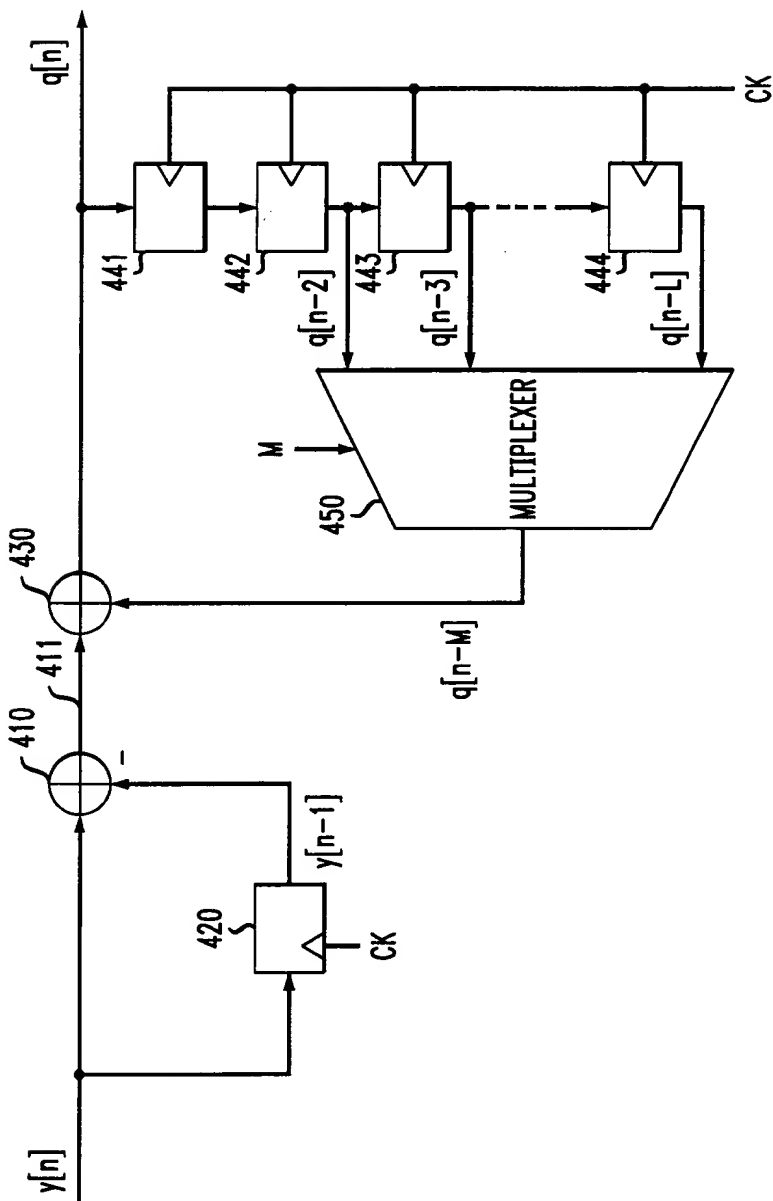 y[n]
410
411
430
q[n]
420
CK
y[n-1]
q[n-M]
450
M
MULTIPLEXER
441
442
q[n-2]
443
q[n-3]
444
q[n-L]
CK